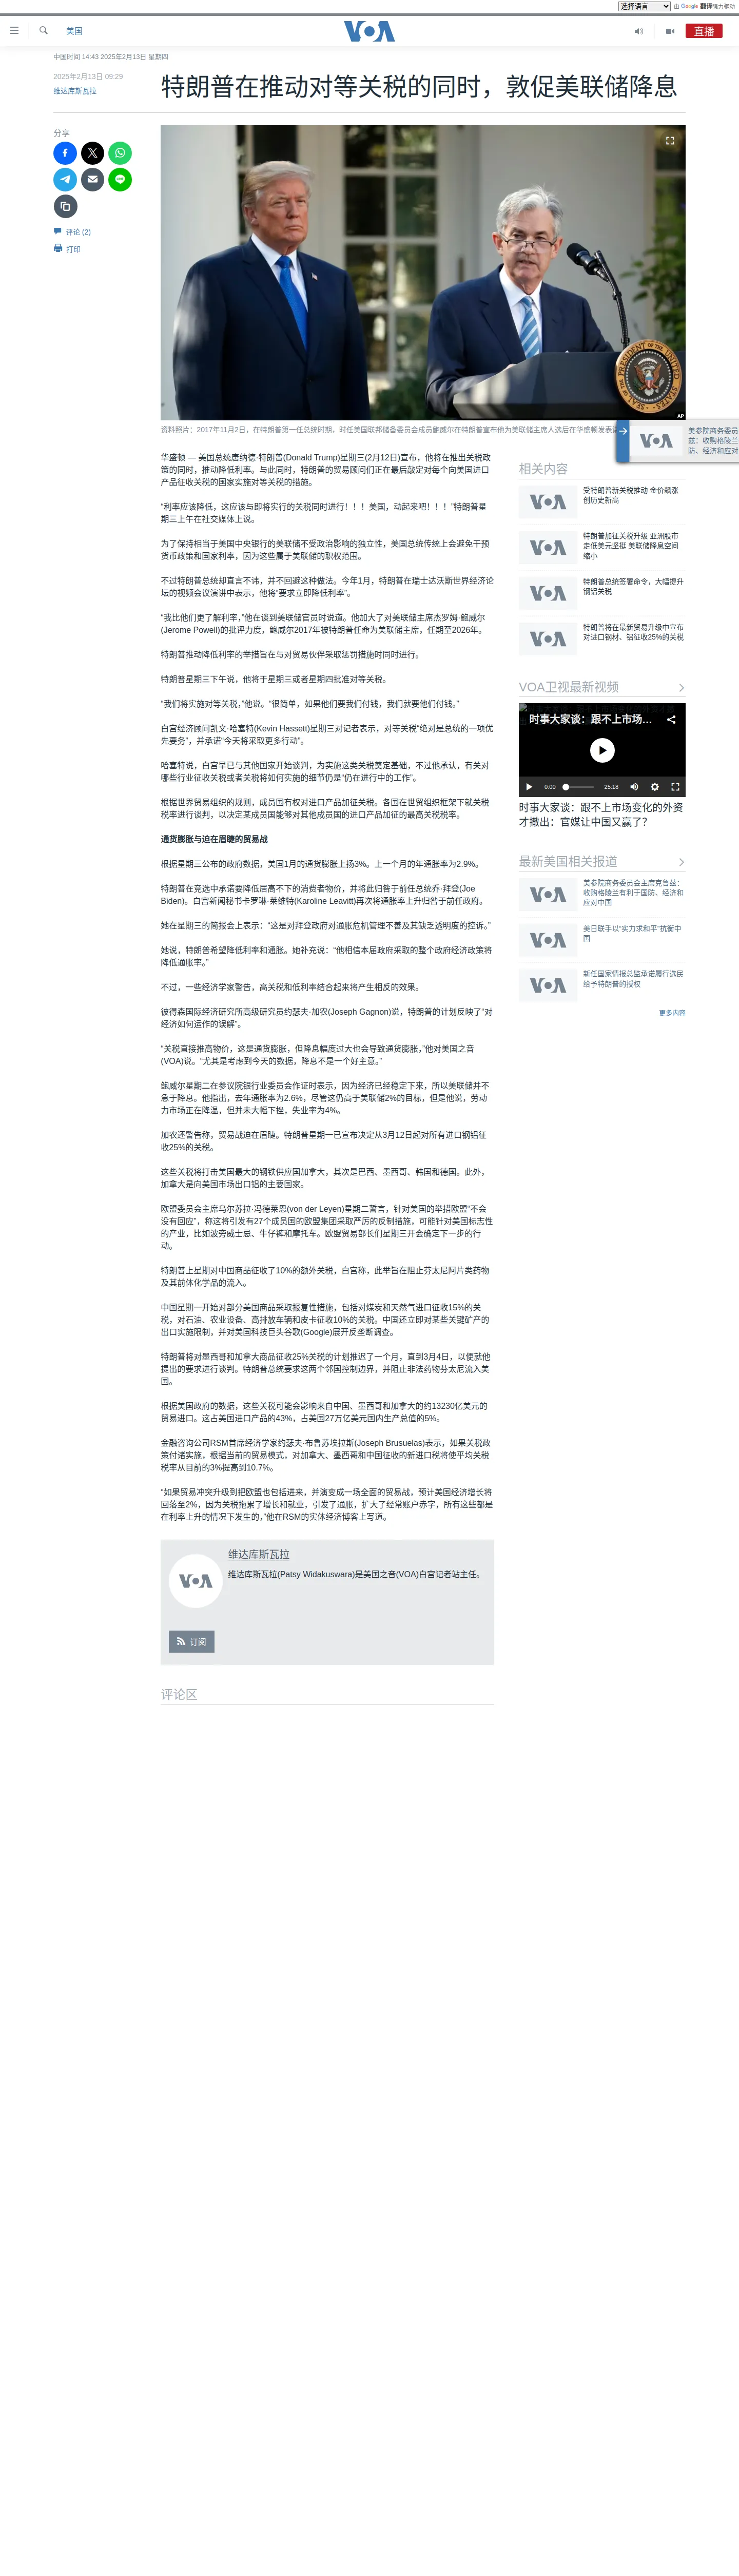 选择语言 由 Google 翻译强力驱动
美国
VOA
直播
中国时间 14:43 2025年2月13日 星期四
2025年2月13日 09:29
维达库斯瓦拉
特朗普在推动对等关税的同时，敦促美联储降息
分享
评论 (2)
打印
AP
资料照片：2017年11月2日，在特朗普第一任总统时期，时任美国联邦储备委员会成员鲍威尔在特朗普宣布他为美联储主席人选后在华盛顿发表讲
美参院商务委员
兹：收购格陵兰
防、经济和应对
华盛顿 — 美国总统唐纳德·特朗普(Donald Trump)星期三(2月12日)宣布，他将在推出关税政
策的同时，推动降低利率。与此同时，特朗普的贸易顾问们正在最后敲定对每个向美国进口
产品征收关税的国家实施对等关税的措施。
“利率应该降低，这应该与即将实行的关税同时进行！！！美国，动起来吧！！！”特朗普星
期三上午在社交媒体上说。
为了保持相当于美国中央银行的美联储不受政治影响的独立性，美国总统传统上会避免干预
货币政策和国家利率，因为这些属于美联储的职权范围。
不过特朗普总统却直言不讳，并不回避这种做法。今年1月，特朗普在瑞士达沃斯世界经济论
坛的视频会议演讲中表示，他将“要求立即降低利率”。
“我比他们更了解利率，”他在谈到美联储官员时说道。他加大了对美联储主席杰罗姆·鲍威尔
(Jerome Powell)的批评力度，鲍威尔2017年被特朗普任命为美联储主席，任期至2026年。
特朗普推动降低利率的举措旨在与对贸易伙伴采取惩罚措施时同时进行。
特朗普星期三下午说，他将于星期三或者星期四批准对等关税。
“我们将实施对等关税，”他说。“很简单，如果他们要我们付钱，我们就要他们付钱。”
白宫经济顾问凯文·哈塞特(Kevin Hassett)星期三对记者表示，对等关税“绝对是总统的一项优
先要务”，并承诺“今天将采取更多行动”。
哈塞特说，白宫早已与其他国家开始谈判，为实施这类关税奠定基础，不过他承认，有关对
哪些行业征收关税或者关税将如何实施的细节仍是“仍在进行中的工作”。
根据世界贸易组织的规则，成员国有权对进口产品加征关税。各国在世贸组织框架下就关税
税率进行谈判，以决定某成员国能够对其他成员国的进口产品加征的最高关税税率。
通货膨胀与迫在眉睫的贸易战
根据星期三公布的政府数据，美国1月的通货膨胀上扬3%。上一个月的年通胀率为2.9%。
特朗普在竞选中承诺要降低居高不下的消费者物价，并将此归咎于前任总统乔·拜登(Joe
Biden)。白宫新闻秘书卡罗琳·莱维特(Karoline Leavitt)再次将通胀率上升归咎于前任政府。
她在星期三的简报会上表示：“这是对拜登政府对通胀危机管理不善及其缺乏透明度的控诉。”
她说，特朗普希望降低利率和通胀。她补充说：“他相信本届政府采取的整个政府经济政策将
降低通胀率。”
不过，一些经济学家警告，高关税和低利率结合起来将产生相反的效果。
彼得森国际经济研究所高级研究员约瑟夫·加农(Joseph Gagnon)说，特朗普的计划反映了“对
经济如何运作的误解”。
“关税直接推高物价，这是通货膨胀，但降息幅度过大也会导致通货膨胀，”他对美国之音
(VOA)说。“尤其是考虑到今天的数据，降息不是一个好主意。”
鲍威尔星期二在参议院银行业委员会作证时表示，因为经济已经稳定下来，所以美联储并不
急于降息。他指出，去年通胀率为2.6%，尽管这仍高于美联储2%的目标，但是他说，劳动
力市场正在降温，但并未大幅下挫，失业率为4%。
加农还警告称，贸易战迫在眉睫。特朗普星期一已宣布决定从3月12日起对所有进口钢铝征
收25%的关税。
这些关税将打击美国最大的钢铁供应国加拿大，其次是巴西、墨西哥、韩国和德国。此外，
加拿大是向美国市场出口铝的主要国家。
欧盟委员会主席乌尔苏拉·冯德莱恩(von der Leyen)星期二誓言，针对美国的举措欧盟“不会
没有回应”，称这将引发有27个成员国的欧盟集团采取严厉的反制措施，可能针对美国标志性
的产业，比如波旁威士忌、牛仔裤和摩托车。欧盟贸易部长们星期三开会确定下一步的行
动。
特朗普上星期对中国商品征收了10%的额外关税，白宫称，此举旨在阻止芬太尼阿片类药物
及其前体化学品的流入。
中国星期一开始对部分美国商品采取报复性措施，包括对煤炭和天然气进口征收15%的关
税，对石油、农业设备、高排放车辆和皮卡征收10%的关税。中国还立即对某些关键矿产的
出口实施限制，并对美国科技巨头谷歌(Google)展开反垄断调查。
特朗普将对墨西哥和加拿大商品征收25%关税的计划推迟了一个月，直到3月4日，以便就他
提出的要求进行谈判。特朗普总统要求这两个邻国控制边界，并阻止非法药物芬太尼流入美
国。
根据美国政府的数据，这些关税可能会影响来自中国、墨西哥和加拿大的约13230亿美元的
贸易进口。这占美国进口产品的43%，占美国27万亿美元国内生产总值的5%。
金融咨询公司RSM首席经济学家约瑟夫·布鲁苏埃拉斯(Joseph Brusuelas)表示，如果关税政
策付诸实施，根据当前的贸易模式，对加拿大、墨西哥和中国征收的新进口税将使平均关税
税率从目前的3%提高到10.7%。
“如果贸易冲突升级到把欧盟也包括进来，并演变成一场全面的贸易战，预计美国经济增长将
回落至2%，因为关税拖累了增长和就业，引发了通胀，扩大了经常账户赤字，所有这些都是
在利率上升的情况下发生的，”他在RSM的实体经济博客上写道。
维达库斯瓦拉
维达库斯瓦拉(Patsy Widakuswara)是美国之音(VOA)白宫记者站主任。
订阅
评论区
相关内容
受特朗普新关税推动 金价飙涨
创历史新高
特朗普加征关税升级 亚洲股市
走低美元坚挺 美联储降息空间
缩小
特朗普总统签署命令，大幅提升
钢铝关税
特朗普将在最新贸易升级中宣布
对进口钢材、铝征收25%的关税
VOA卫视最新视频
时事大家谈：跟不上市场…
0:00 25:18
时事大家谈：跟不上市场变化的外资
才撤出：官媒让中国又赢了？
最新美国相关报道
美参院商务委员会主席克鲁兹：
收购格陵兰有利于国防、经济和
应对中国
美日联手以“实力求和平”抗衡中
国
新任国家情报总监承诺履行选民
给予特朗普的授权
更多内容